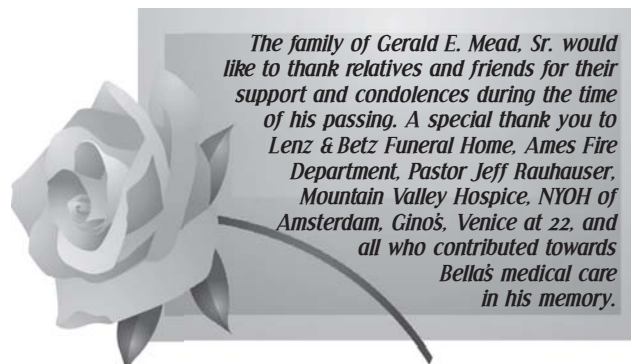 The family of Gerald E. Mead, Sr. would
like to thank relatives and friends for their
support and condolences during the time
of his passing. A special thank you to
Lenz & Betz Funeral Home, Ames Fire
Department, Pastor Jeff Rauhauser,
Mountain Valley Hospice, NYOH of
Amsterdam, Gino's, Venice at 22, and
all who contributed towards
Bella's medical care
in his memory.